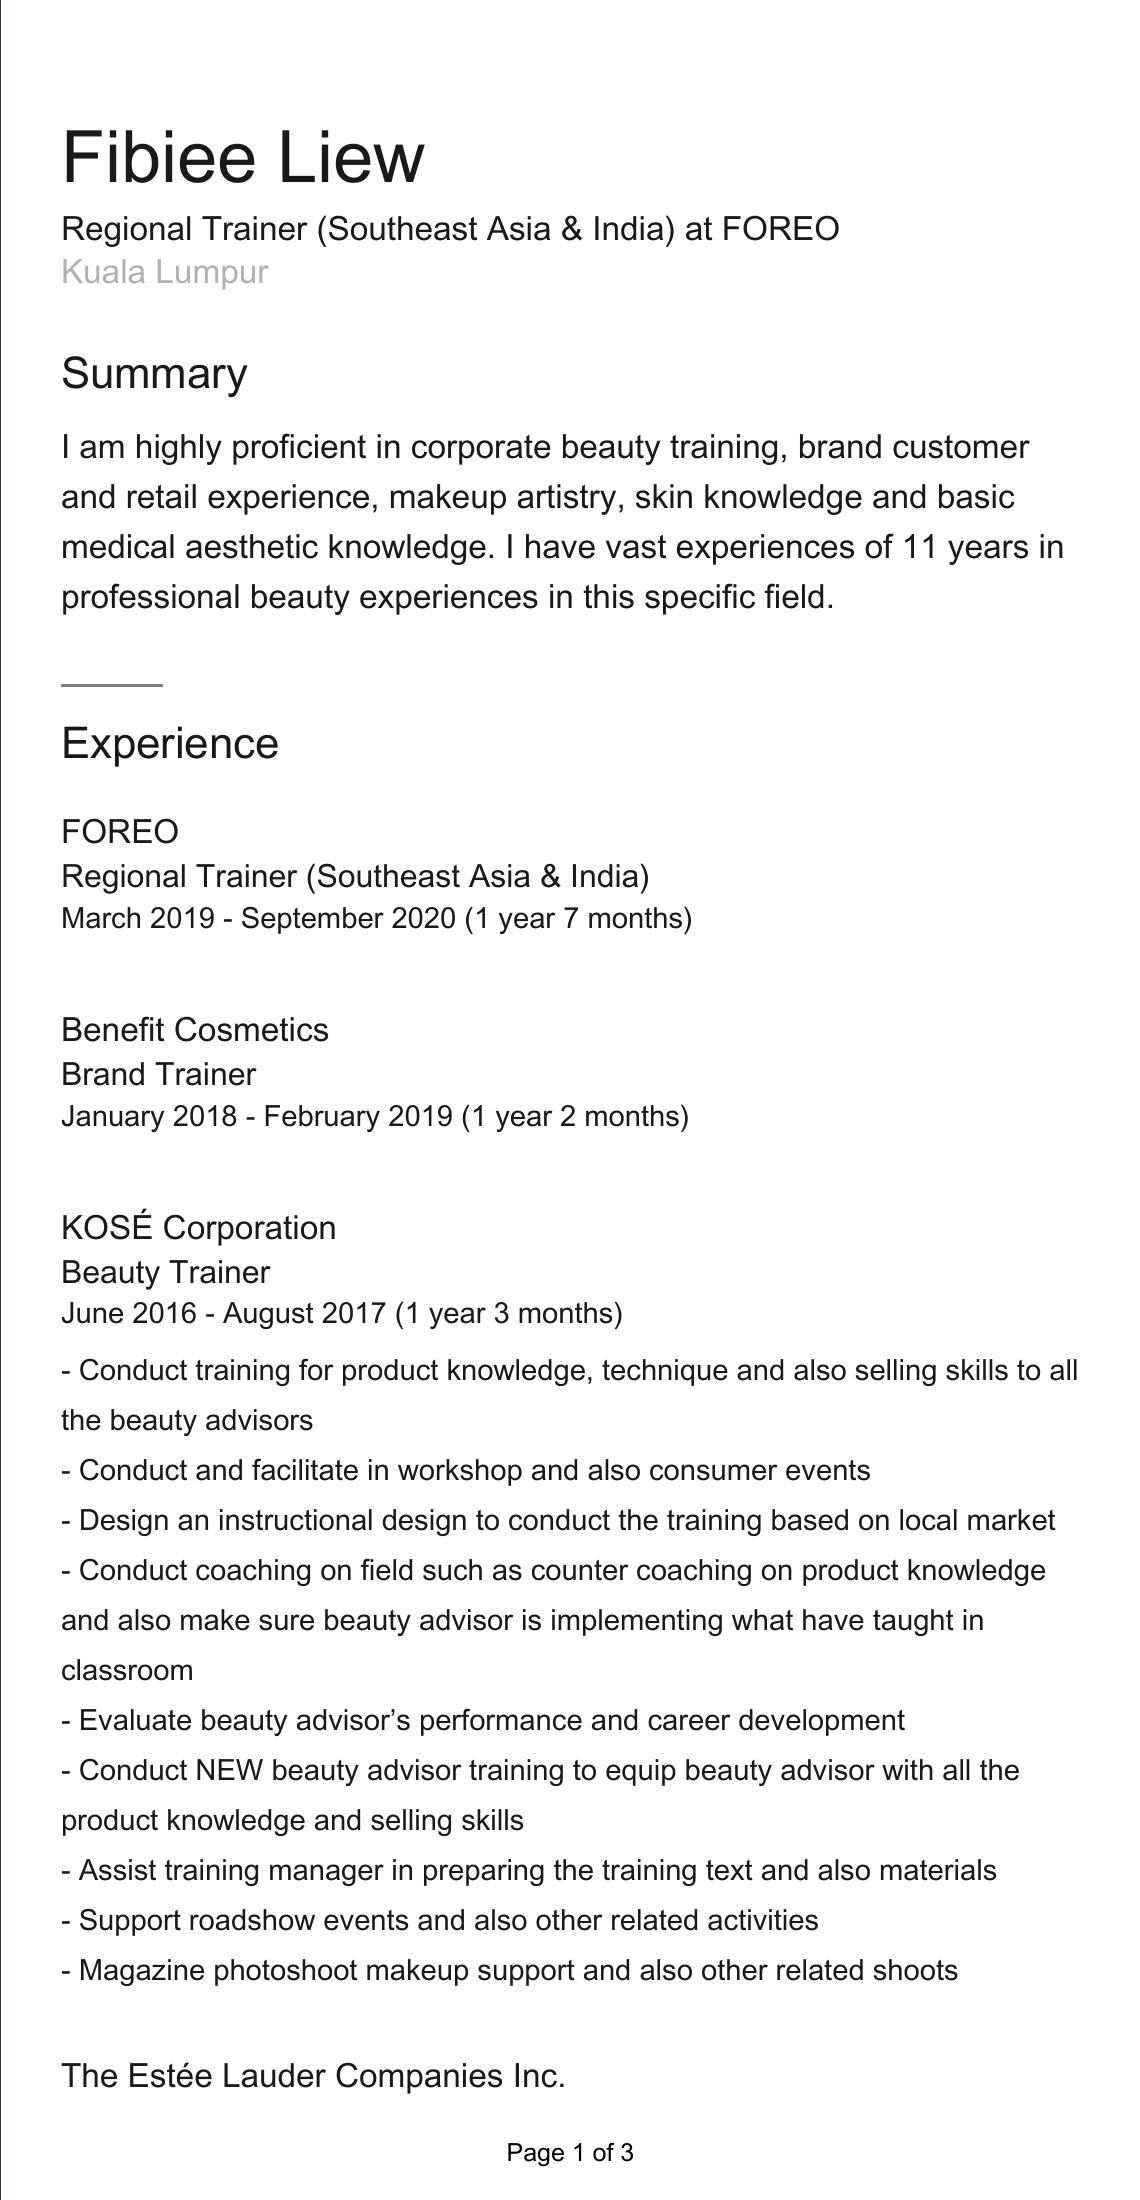 Fibiee Liew
Regional Trainer (Southeast Asia & India) at FOREO
Kuala Lumpur
Summary
I am highly proficient in corporate beauty training, brand customer
and retail experience, makeup artistry, skin knowledge and basic
medical aesthetic knowledge. I have vast experiences of 11 years in
professional beauty experiences in this specific field.
Experience
FOREO
Regional Trainer (Southeast Asia & India)
March 2019 - September 2020 (1 year 7 months)
Benefit Cosmetics
Brand Trainer
January 2018 - February 2019 (1 year 2 months)
KOSÉ Corporation
Beauty Trainer
June 2016 - August 2017 (1 year 3 months)
- Conduct training for product knowledge, technique and also selling skills to all
the beauty advisors
- Conduct and facilitate in workshop and also consumer events
- Design an instructional design to conduct the training based on local market
- Conduct coaching on field such as counter coaching on product knowledge
and also make sure beauty advisor is implementing what have taught in
classroom
- Evaluate beauty advisor’s performance and career development
- Conduct NEW beauty advisor training to equip beauty advisor with all the
product knowledge and selling skills
- Assist training manager in preparing the training text and also materials
- Support roadshow events and also other related activities
- Magazine photoshoot makeup support and also other related shoots
The Estée Lauder Companies Inc.
Page 1 of 3